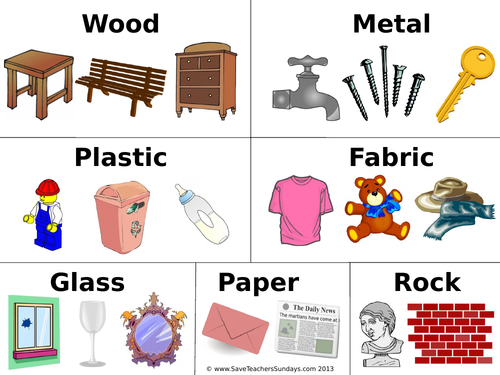 Wood
Metal
Plastic
Fabric
Glass
Paper
Rock
The Daily News
The martians have come at l
© www.SaveTeachersSundays.com 2013